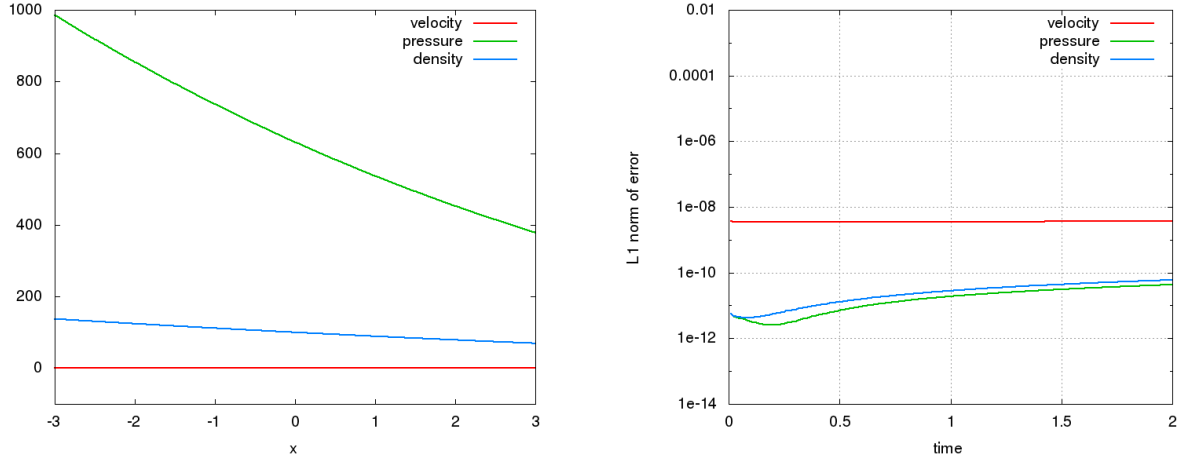 1000
800
600
400
200
0
-3 -2 -1 0 1 2 3
x
velocity
pressure
density
0.01
0.0001
1e-06
1e-08
1e-10
1e-12
1e-14
L1 norm of error
0 0.5 1 1.5 2
time
velocity
pressure
density